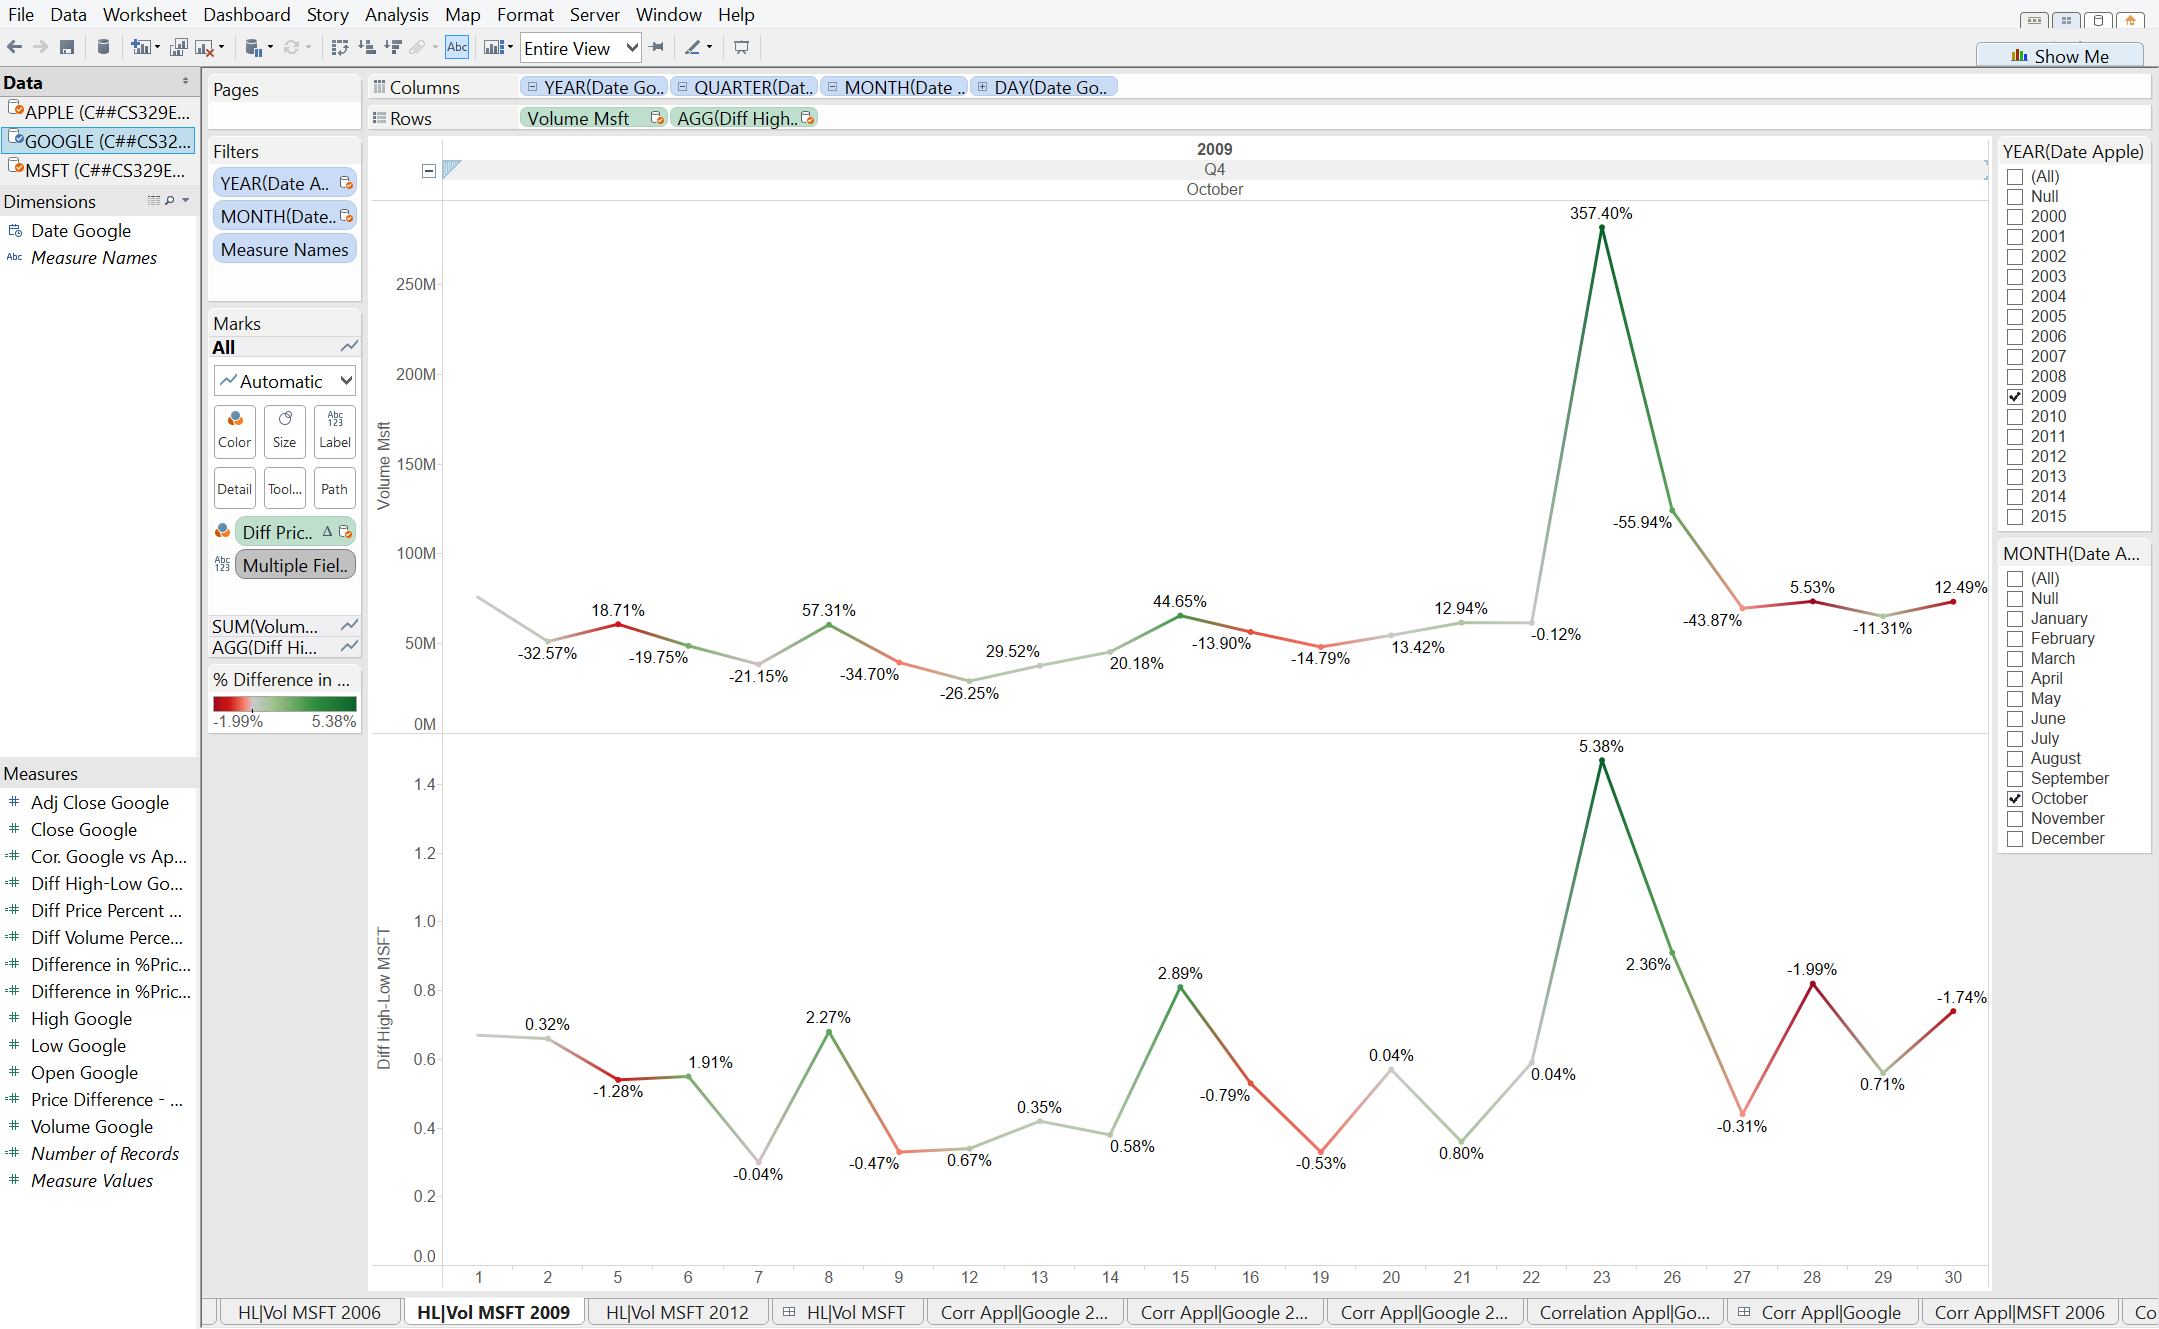 File Data Worksheet Dashboard Story Analysis Map Format Server Window Help
Abc Entire View
Show Me
Data
APPLE (C##CS329E...
GOOGLE (C##CS32...
MSFT (C##CS329E...
Dimensions
Date Google
Abc Measure Names
Measures
Adj Close Google
Close Google
Cor. Google vs Ap...
Diff High-Low Go...
Diff Price Percent ...
Diff Volume Perce...
Difference in %Pric...
Difference in %Pric...
High Google
Low Google
Open Google
Price Difference - ...
Volume Google
Number of Records
Measure Values
Pages
Filters
YEAR(Date A..
MONTH(Date..
Measure Names
Marks
All
Automatic
Color Size Abc 123 Label
Detail Tool... Path
Diff Pric.. Δ
Abc 123 Multiple Fiel..
SUM(Volum...
AGG(Diff Hi...
% Difference in ...
-1.99% 5.38%
Columns YEAR(Date Go.. QUARTER(Dat.. MONTH(Date .. DAY(Date Go..
Rows Volume Msft AGG(Diff High..
2009
Q4
October
Volume Msft
250M
200M
150M
100M
50M
0M
-32.57%
18.71%
-19.75%
-21.15%
57.31%
-34.70%
-26.25%
29.52%
20.18%
44.65%
-13.90%
-14.79%
13.42%
12.94%
-0.12%
357.40%
-55.94%
-43.87%
5.53%
-11.31%
12.49%
Diff High-Low MSFT
1.4
1.2
1.0
0.8
0.6
0.4
0.2
0.0
0.32%
-1.28%
1.91%
-0.04%
2.27%
-0.47%
0.67%
0.35%
0.58%
2.89%
-0.79%
-0.53%
0.04%
0.80%
0.04%
5.38%
2.36%
-0.31%
-1.99%
0.71%
-1.74%
1 2 5 6 7 8 9 12 13 14 15 16 19 20 21 22 23 26 27 28 29 30
YEAR(Date Apple)
(All)
Null
2000
2001
2002
2003
2004
2005
2006
2007
2008
2009
2010
2011
2012
2013
2014
2015
MONTH(Date A...
(All)
Null
January
February
March
April
May
June
July
August
September
October
November
December
HL|Vol MSFT 2006 HL|Vol MSFT 2009 HL|Vol MSFT 2012 HL|Vol MSFT Corr Appl|Google 2... Corr Appl|Google 2... Corr Appl|Google 2... Correlation Appl|Go... Corr Appl|Google Corr Appl|MSFT 2006 Co